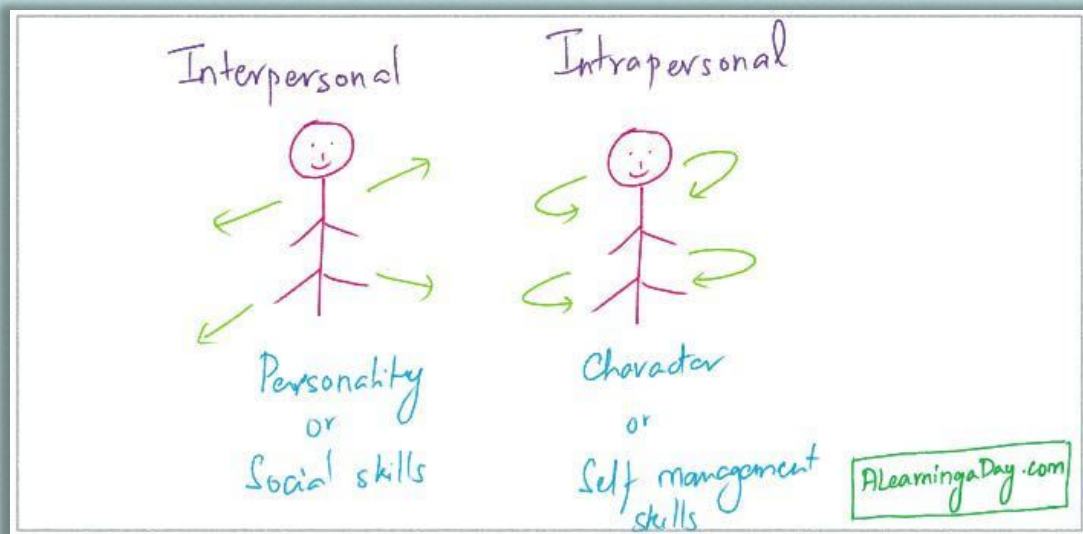 Interpersonal
Intrapersonal
Personality
or
Social skills
Character
or
Self management
skills
ALearningaDay.com